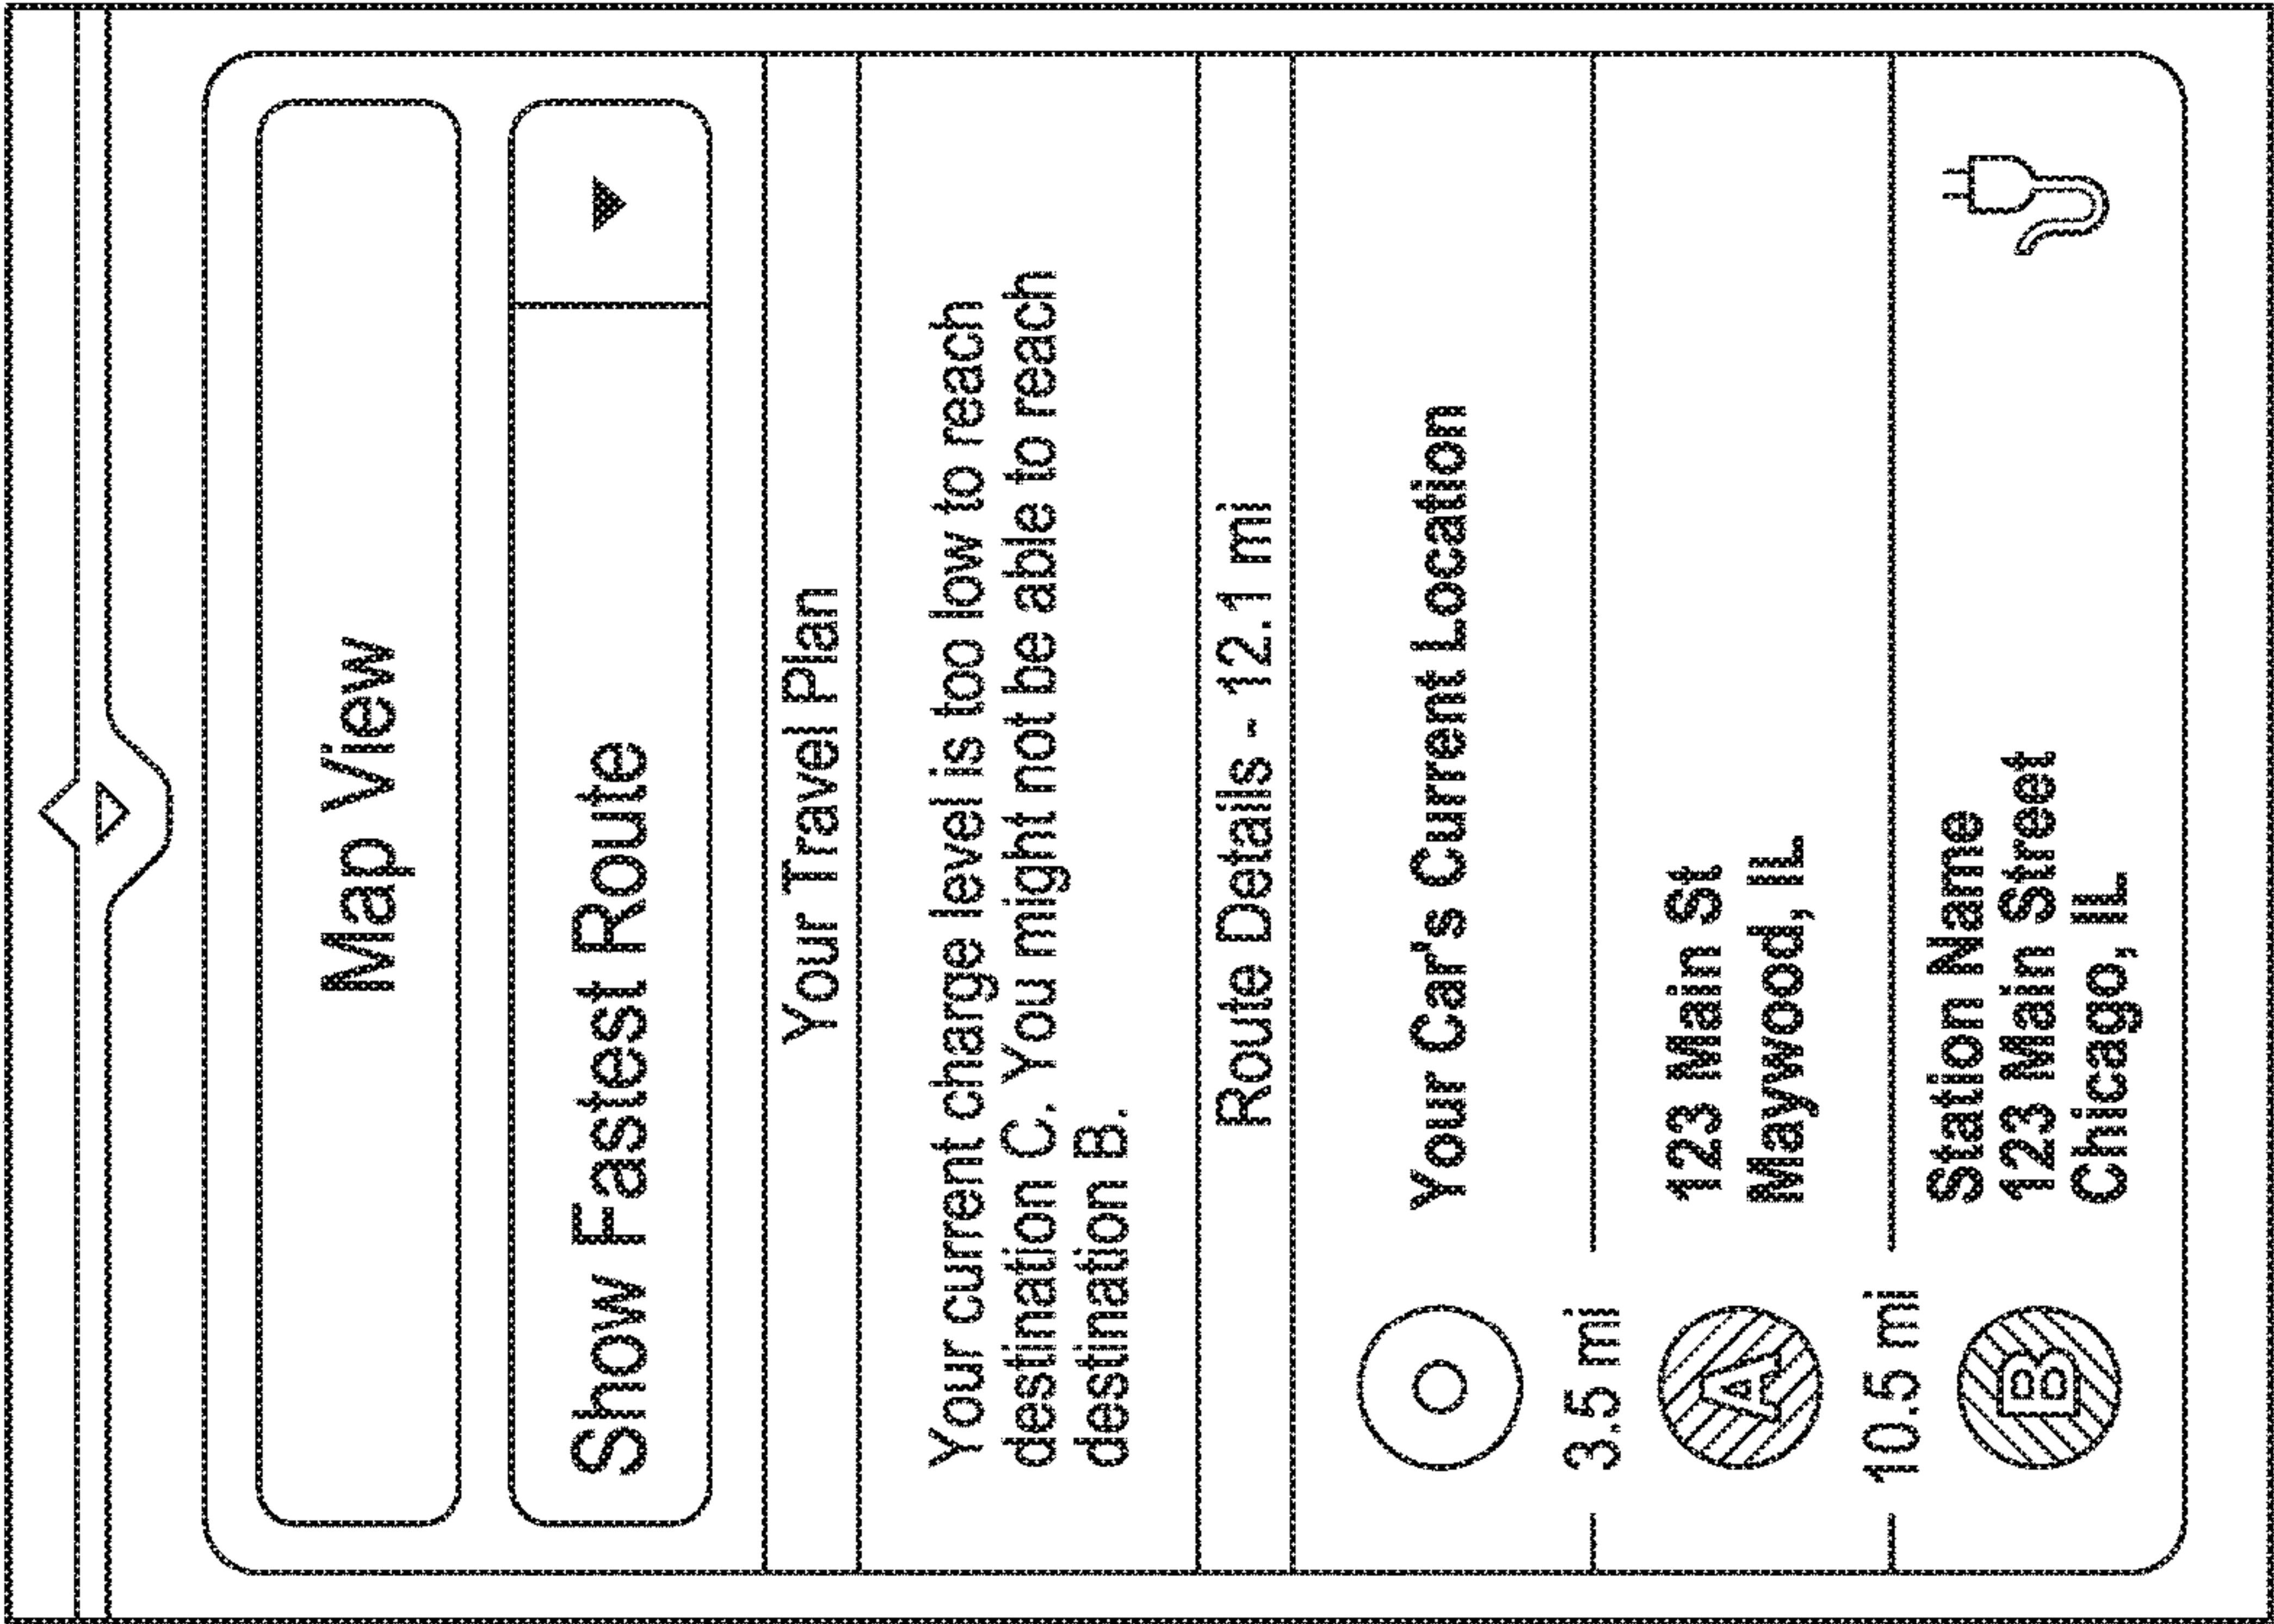 Map View
Show Fastest Route
Your Travel Plan
Your current charge level is too low to reach
destination C. You might not be able to reach
destination B.
Route Details - 12.1 mi
Your Car's Current Location
3.5 mi
A
123 Main St
Maywood, IL
10.5 mi
B
Station Name
123 Main Street
Chicago, IL